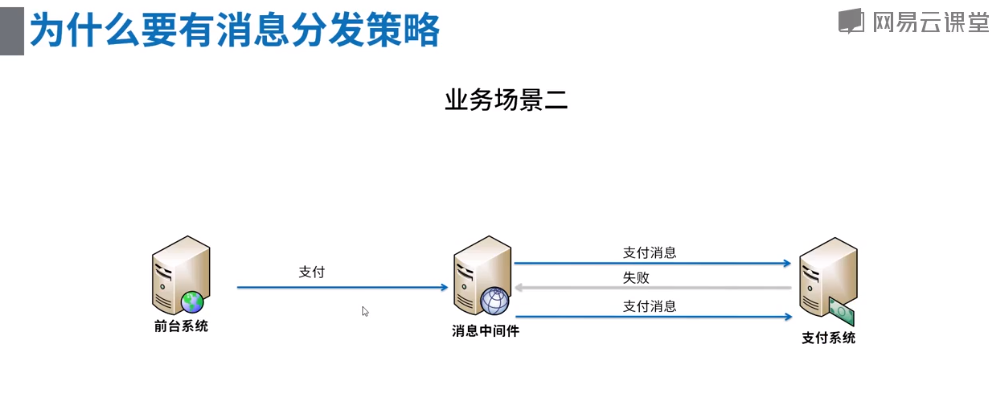 为什么要有消息分发策略
网易云课堂
业务场景二
支付
支付消息
失败
支付消息
前台系统
消息中间件
支付系统